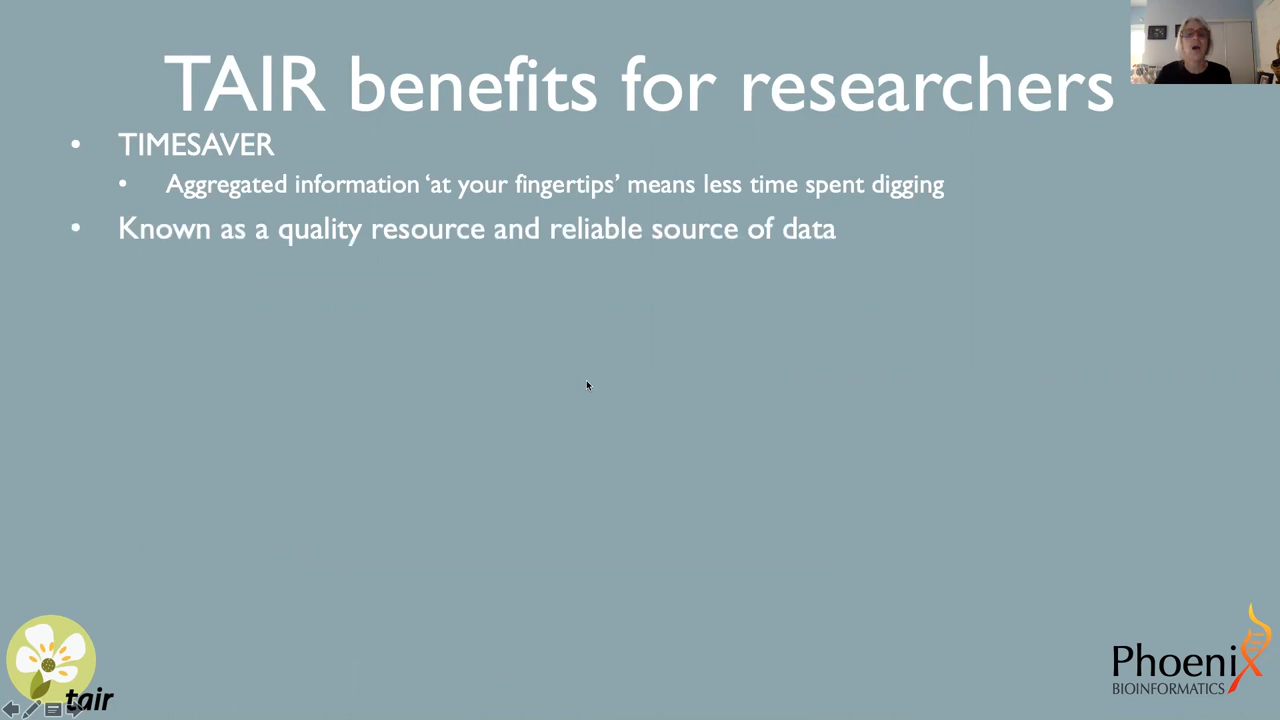 TAIR benefits for researchers
• TIMESAVER
• Aggregated information ‘at your fingertips’ means less time spent digging
• Known as a quality resource and reliable source of data
tair
Phoenix
BIOINFORMATICS